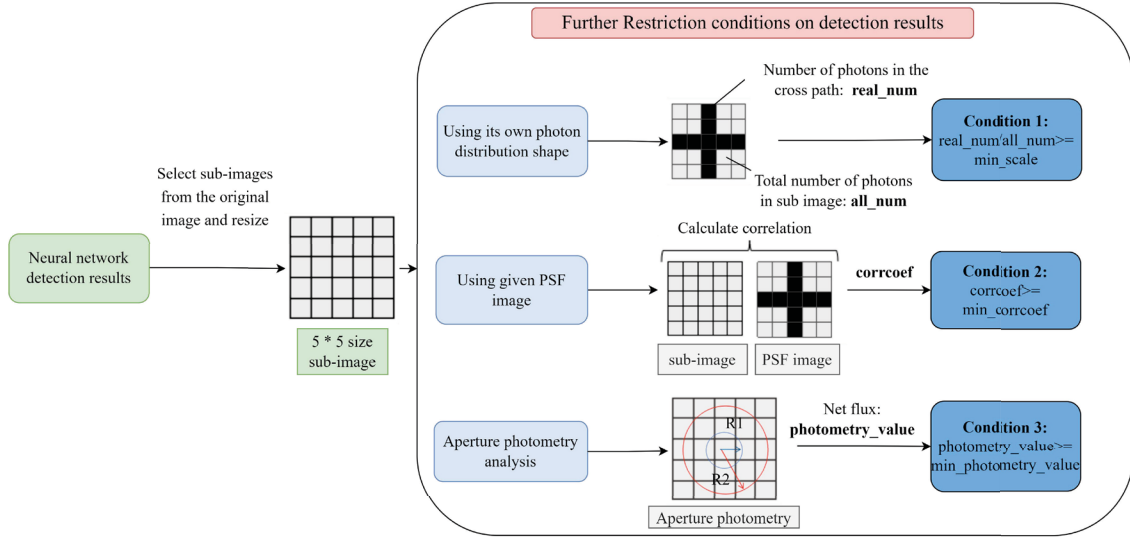 Further Restriction conditions on detection results
Select sub-images
from the original
image and resize
Neural network
detection results
5 * 5 size
sub-image
Using its own photon
distribution shape
Number of photons in the
cross path: real_num
Total number of photons
in sub image: all_num
Condition 1:
real_num/all_num>=
min_scale
Using given PSF
image
Calculate correlation
sub-image
PSF image
corrcoef
Condition 2:
corrcoef>=
min_corrcoef
Aperture photometry
analysis
R1
R2
Aperture photometry
Net flux:
photometry_value
Condition 3:
photometry_value>=
min_photometry_value